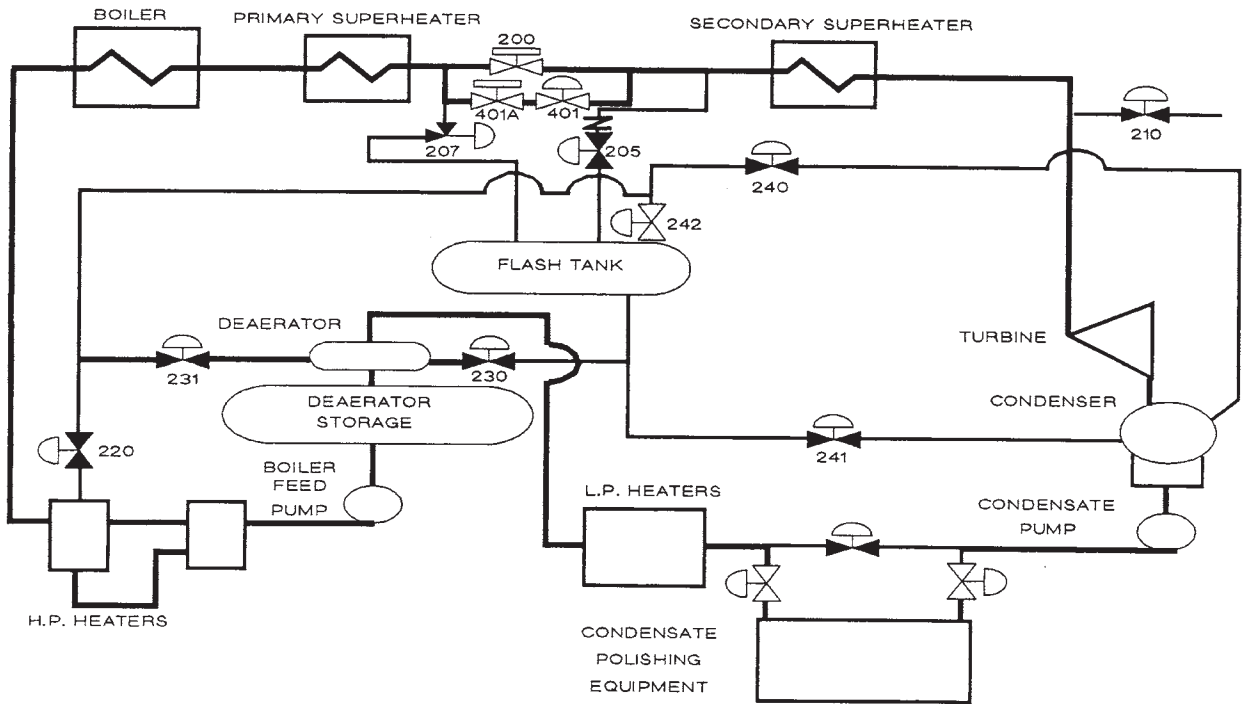 BOILER
PRIMARY SUPERHEATER
SECONDARY SUPERHEATER
200
401A
401
207
205
210
240
242
FLASH TANK
DEAERATOR
TURBINE
231
230
DEAERATOR
STORAGE
CONDENSER
220
241
BOILER
FEED
PUMP
L.P. HEATERS
CONDENSATE
PUMP
H.P. HEATERS
CONDENSATE
POLISHING
EQUIPMENT